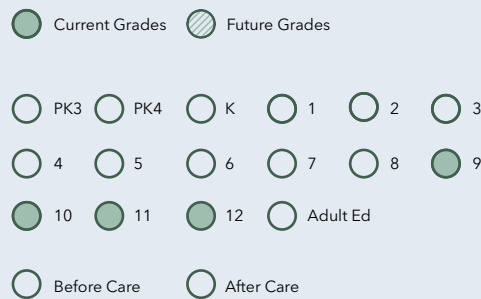 Current Grades Future Grades
PK3 PK4 K 1 2 3
4 5 6 7 8 9
10 11 12 Adult Ed
Before Care After Care